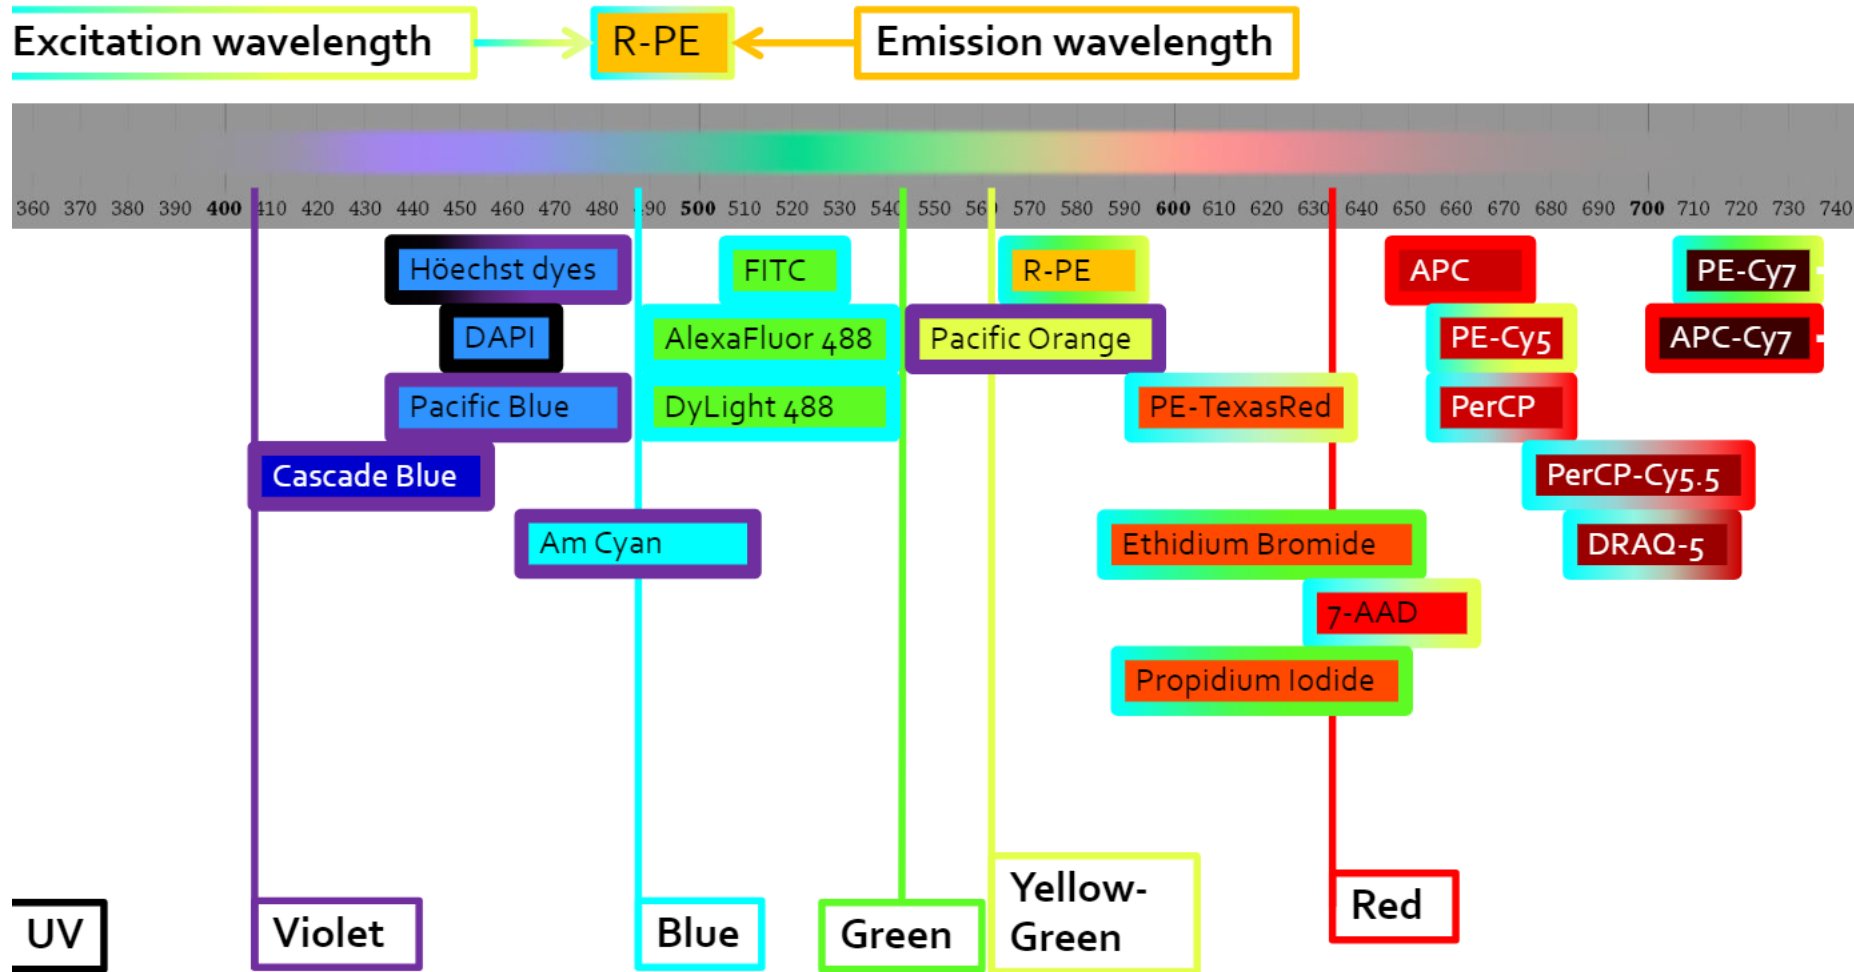 Excitation wavelength R-PE Emission wavelength
360 370 380 390 400 410 420 430 440 450 460 470 480 490 500 510 520 530 540 550 560 570 580 590 600 610 620 630 640 650 660 670 680 690 700 710 720 730 740
Höechst dyes FITC R-PE APC PE-Cy7
DAPI AlexaFluor 488 Pacific Orange PE-Cy5 APC-Cy7
Pacific Blue DyLight 488 PE-TexasRed PerCP
Cascade Blue PerCP-Cy5.5
Am Cyan Ethidium Bromide DRAQ-5
7-AAD
Propidium Iodide
UV Violet Blue Green Yellow-
Green Red